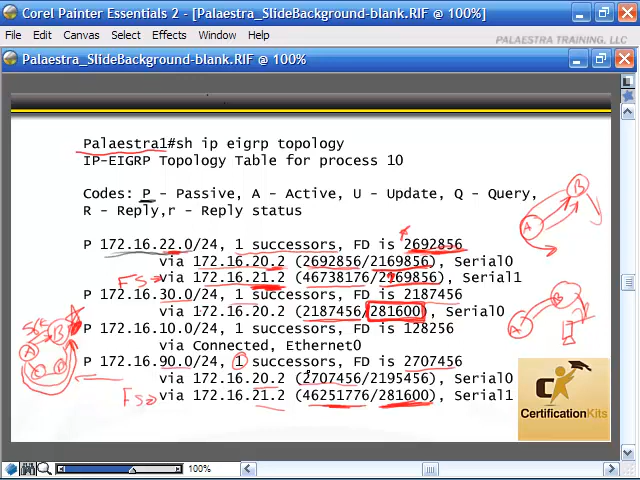 Corel Painter Essentials 2 - [Palaestra_SlideBackground-blank.RIF @ 100%]
File Edit Canvas Select Effects Window Help
PALAESTRA TRAINING, LLC
Palaestra_SlideBackground-blank.RIF @ 100%
Palaestra1#sh ip eigrp topology
IP-EIGRP Topology Table for process 10
Codes: P - Passive, A - Active, U - Update, Q - Query,
R - Reply,r - Reply status
P 172.16.22.0/24, 1 successors, FD is 2692856
via 172.16.20.2 (2692856/2169856), Serial0
FS via 172.16.21.2 (46738176/2169856), Serial1
P 172.16.30.0/24, 1 successors, FD is 2187456
via 172.16.20.2 (2187456/281600), Serial0
P 172.16.10.0/24, 1 successors, FD is 128256
via Connected, Ethernet0
P 172.16.90.0/24, 1 successors, FD is 2707456
via 172.16.20.2 (2707456/2195456), Serial0
FS via 172.16.21.2 (46251776/281600), Serial1
A B
A B
A B
CertificationKits
100%